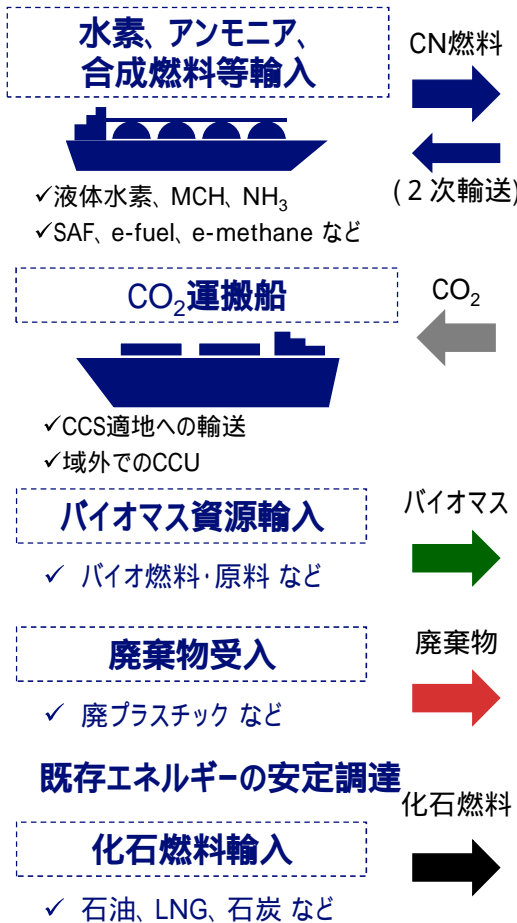 水素、アンモニア、
合成燃料等輸入
CN燃料
(２次輸送)
✓液体水素、MCH、NH₃
✓SAF、e-fuel、e-methane など
CO₂運搬船
CO₂
✓CCS適地への輸送
✓域外でのCCU
バイオマス資源輸入
バイオマス
✓ バイオ燃料・原料 など
廃棄物受入
廃棄物
✓ 廃プラスチック など
既存エネルギーの安定調達
化石燃料
化石燃料輸入
✓ 石油、LNG、石炭 など